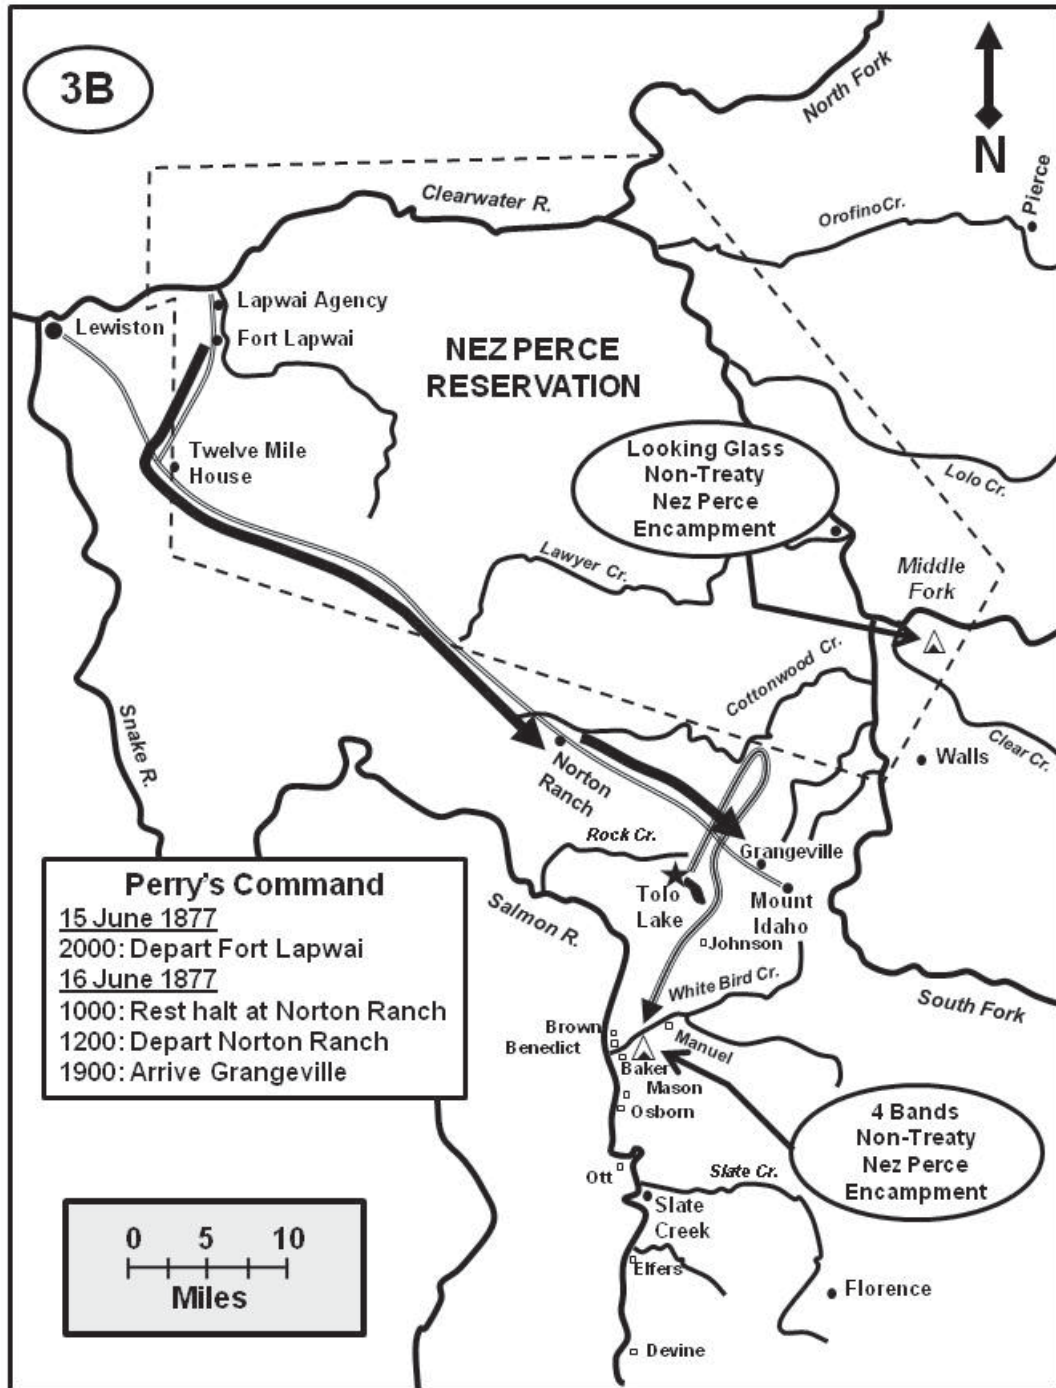 3B
North Fork
N
Pierce
Orofino Cr.
Clearwater R.
Lapwai Agency
Lewiston
Fort Lapwai
NEZ PERCE
RESERVATION
Twelve Mile
House
Looking Glass
Non-Treaty
Nez Perce
Encampment
Lolo Cr.
Lawyer Cr.
Middle
Fork
Cottonwood Cr.
Snake R.
Clear Cr.
Walls
Norton
Ranch
Rock Cr.
Grangeville
Tolo
Lake
Mount
Idaho
Salmon R.
Johnson
White Bird Cr.
South Fork
Perry's Command
15 June 1877
2000: Depart Fort Lapwai
16 June 1877
1000: Rest halt at Norton Ranch
1200: Depart Norton Ranch
1900: Arrive Grangeville
Brown
Benedict
Manuel
Baker
Mason
Osborn
4 Bands
Non-Treaty
Nez Perce
Encampment
Ott
Slate Cr.
Slate
Creek
Elfers
Florence
Devine
0 5 10
Miles